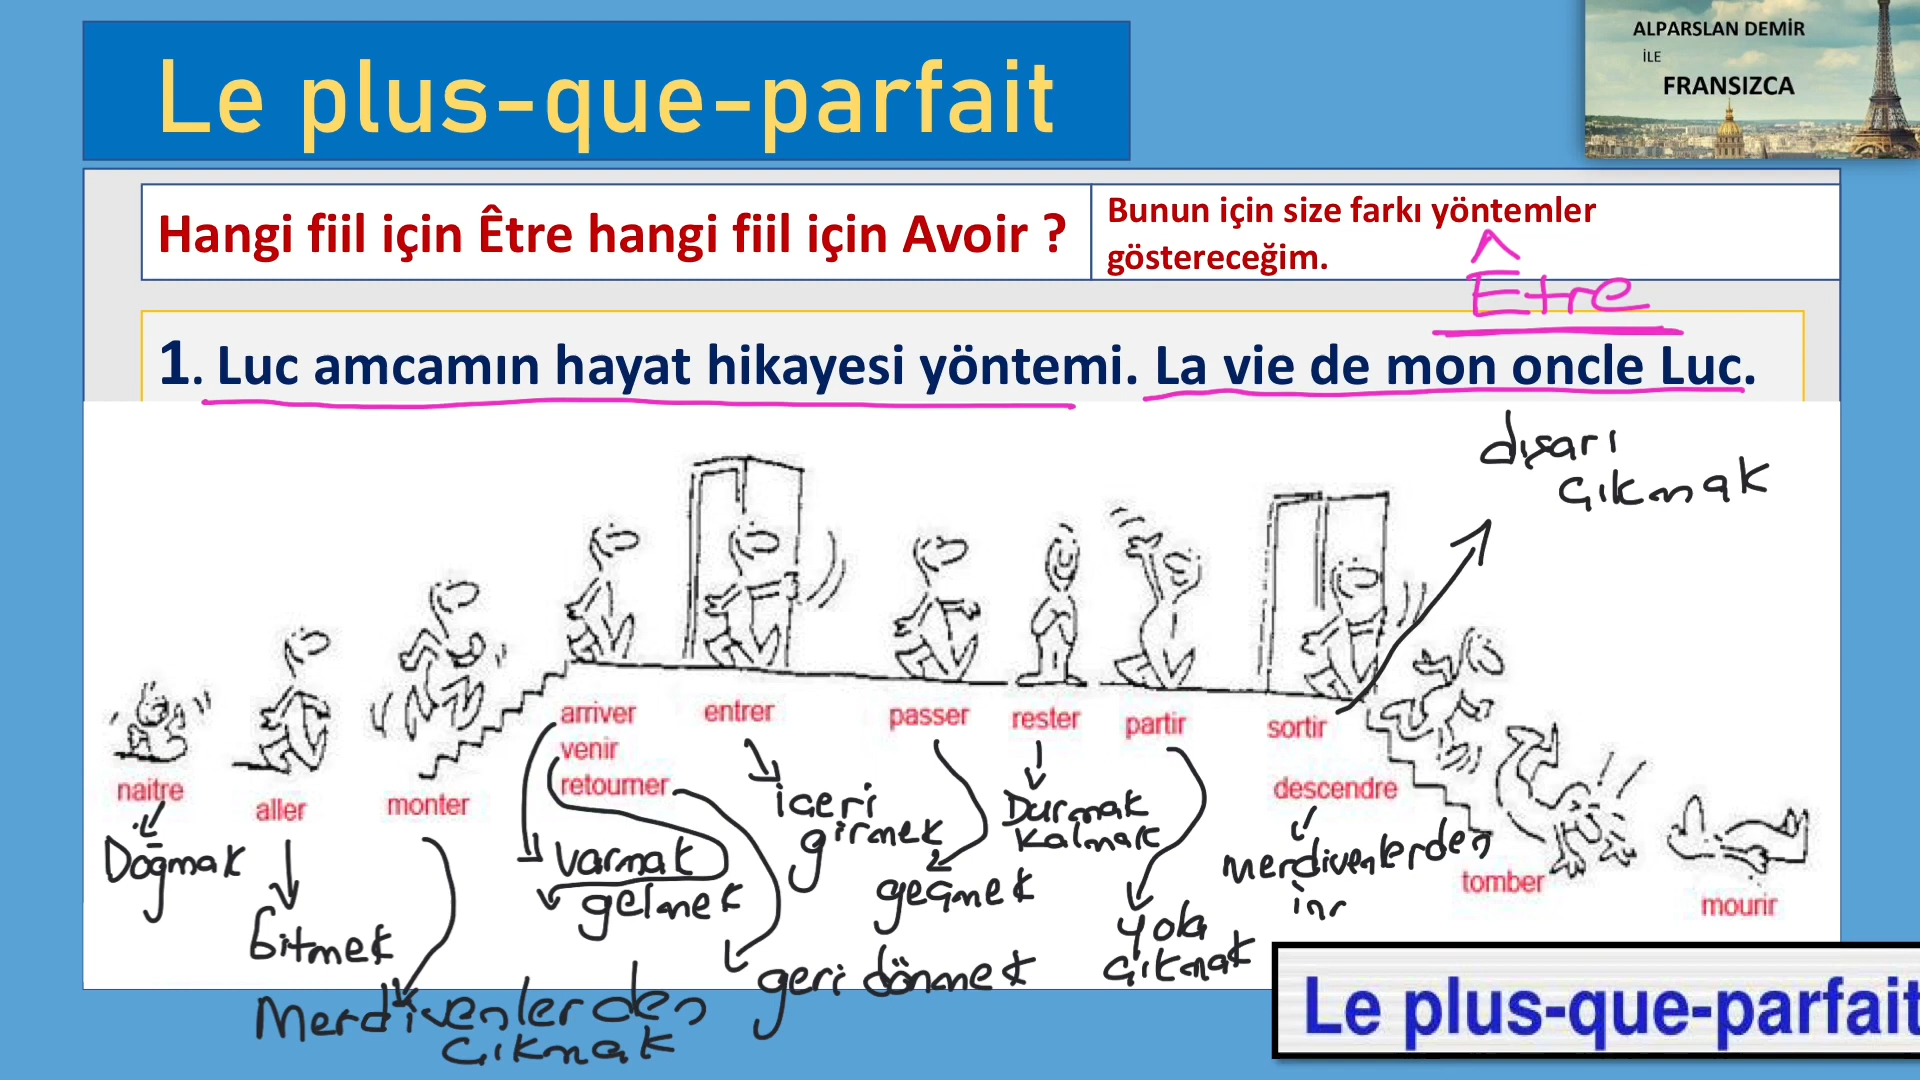 Le plus-que-parfait
ALPARSLAN DEMİR
İLE
FRANSIZCA
Hangi fiil için Être hangi fiil için Avoir ?
Bunun için size farkı yöntemler
göstereceğim.
Être
1. Luc amcamın hayat hikayesi yöntemi. La vie de mon oncle Luc.
dışarı
çıkmak
naitre
aller
monter
arriver
venir
retourner
entrer
passer
rester
partir
sortir
descendre
tomber
mourir
Doğmak
Gitmek
Merdivenlerden
çıkmak
varmak
gelmek
geri dönmek
içeri
girmek
geçmek
Durmak
kalmak
yola
çıkmak
merdivenlerden
inr
Le plus-que-parfait